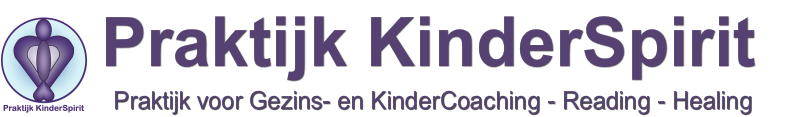 Praktijk KinderSpirit
Praktijk voor Gezins- en KinderCoaching - Reading - Healing
Praktijk KinderSpirit